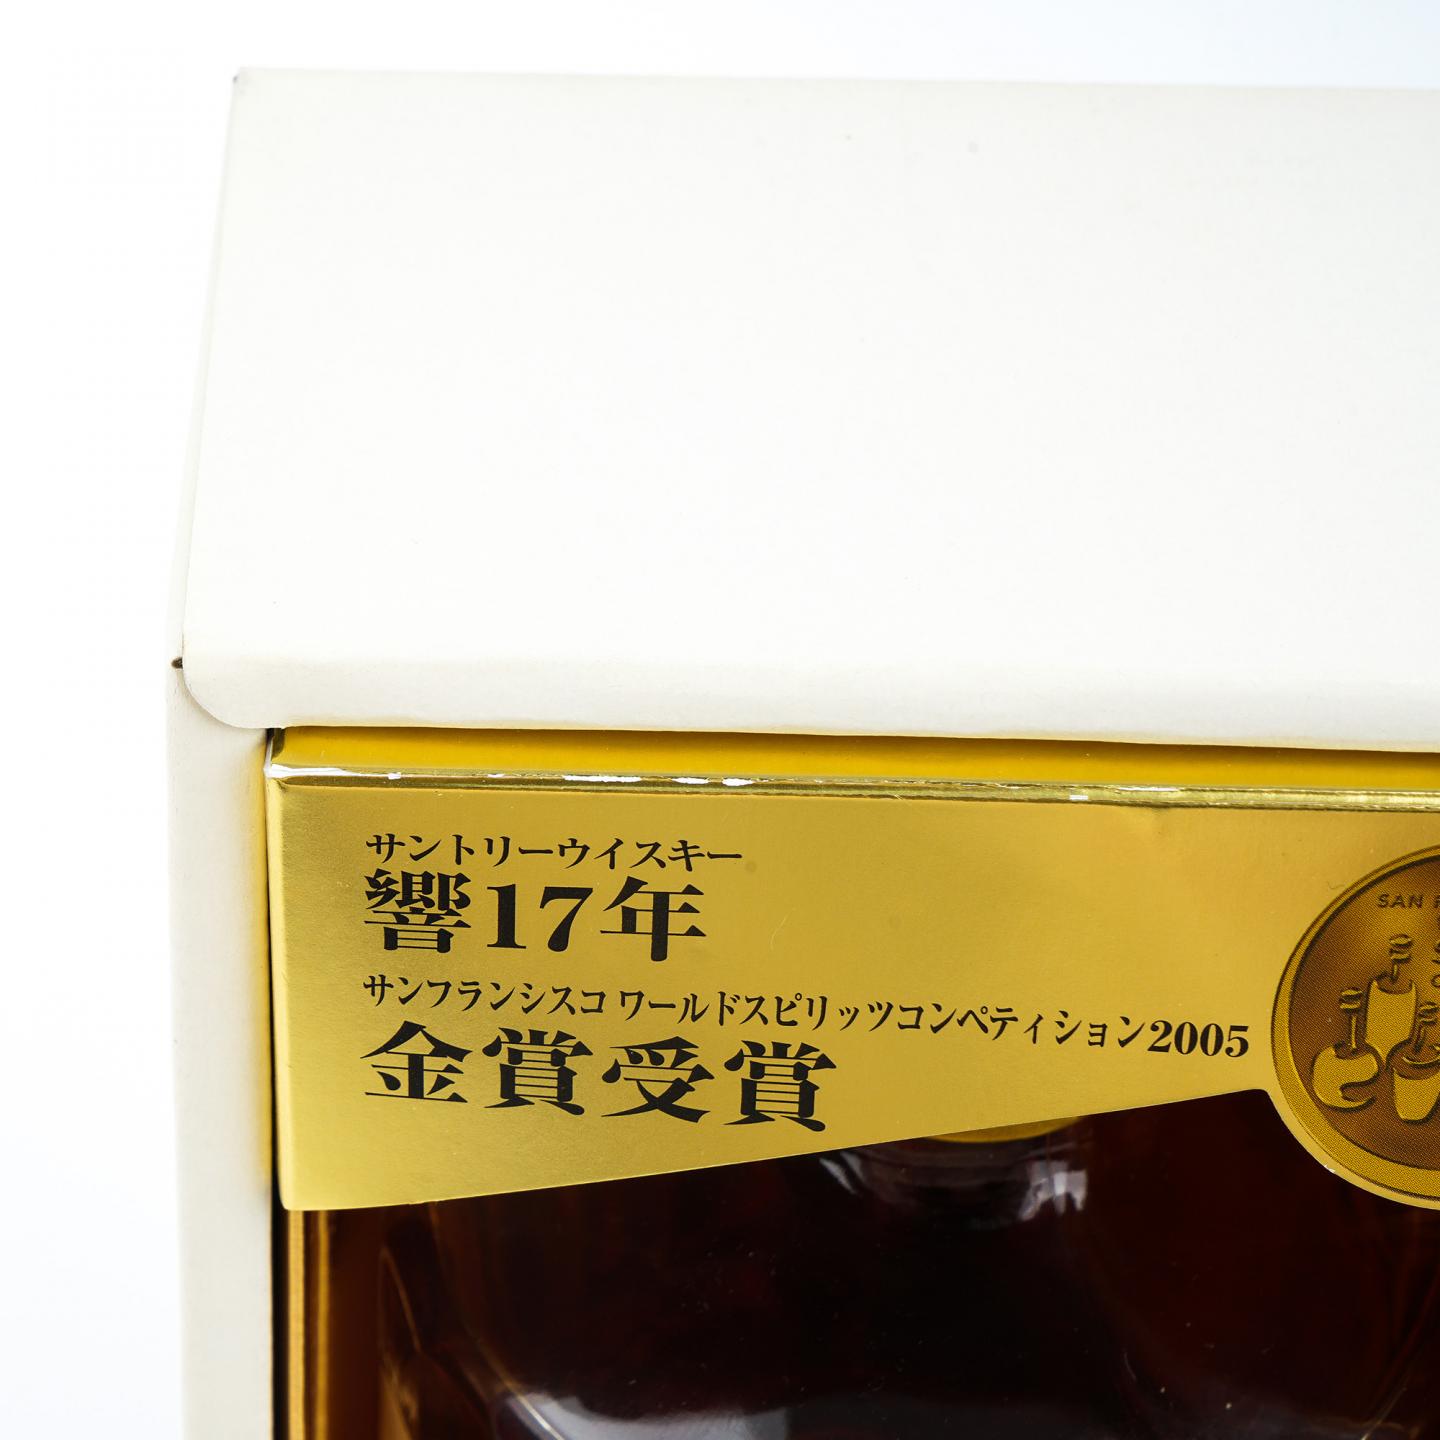 サントリーウイスキー
響17年
サンフランシスコ ワールドスピリッツコンペティション2005
金賞受賞
SAN